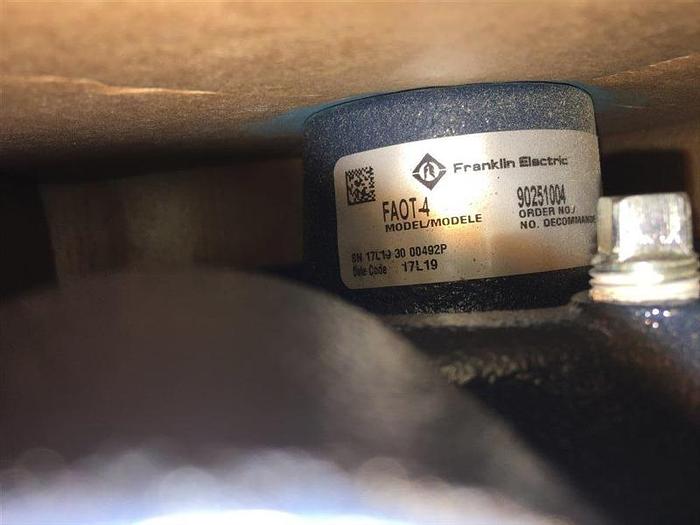 Franklin Electric
FAOT-4
MODEL/MODELE
90251004
ORDER NO./
NO. DECOMMANDE
SN 17L19 30 00492P
Date Code 17L19